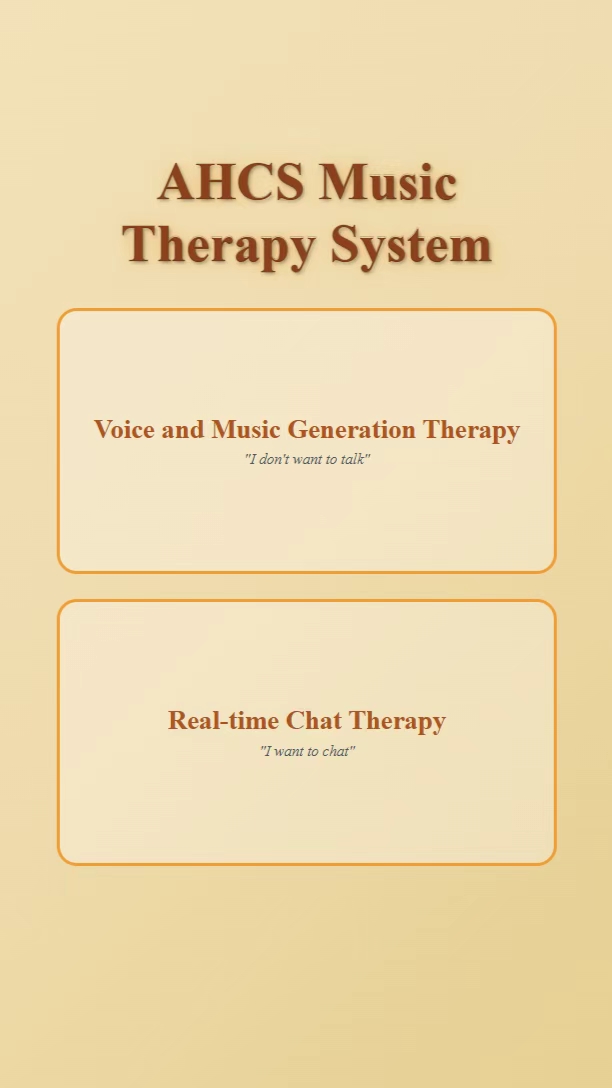 AHCS Music
Therapy System
Voice and Music Generation Therapy
"I don't want to talk"
Real-time Chat Therapy
"I want to chat"